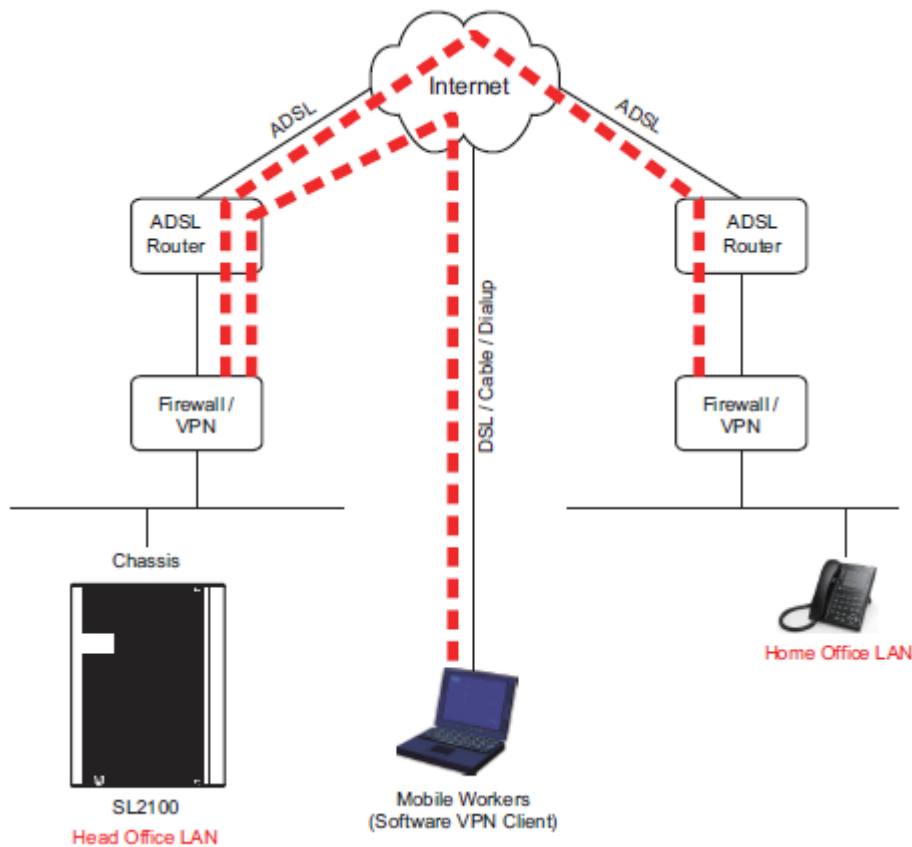 Internet
ADSL
ADSL
ADSL
Router
ADSL
Router
DSL / Cable / Dialup
Firewall /
VPN
Firewall /
VPN
Chassis
Home Office LAN
SL2100
Head Office LAN
Mobile Workers
(Software VPN Client)